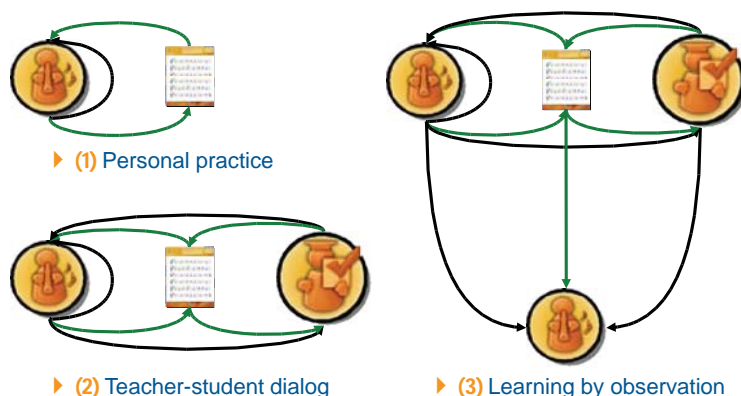 (1) Personal practice
(2) Teacher-student dialog
(3) Learning by observation